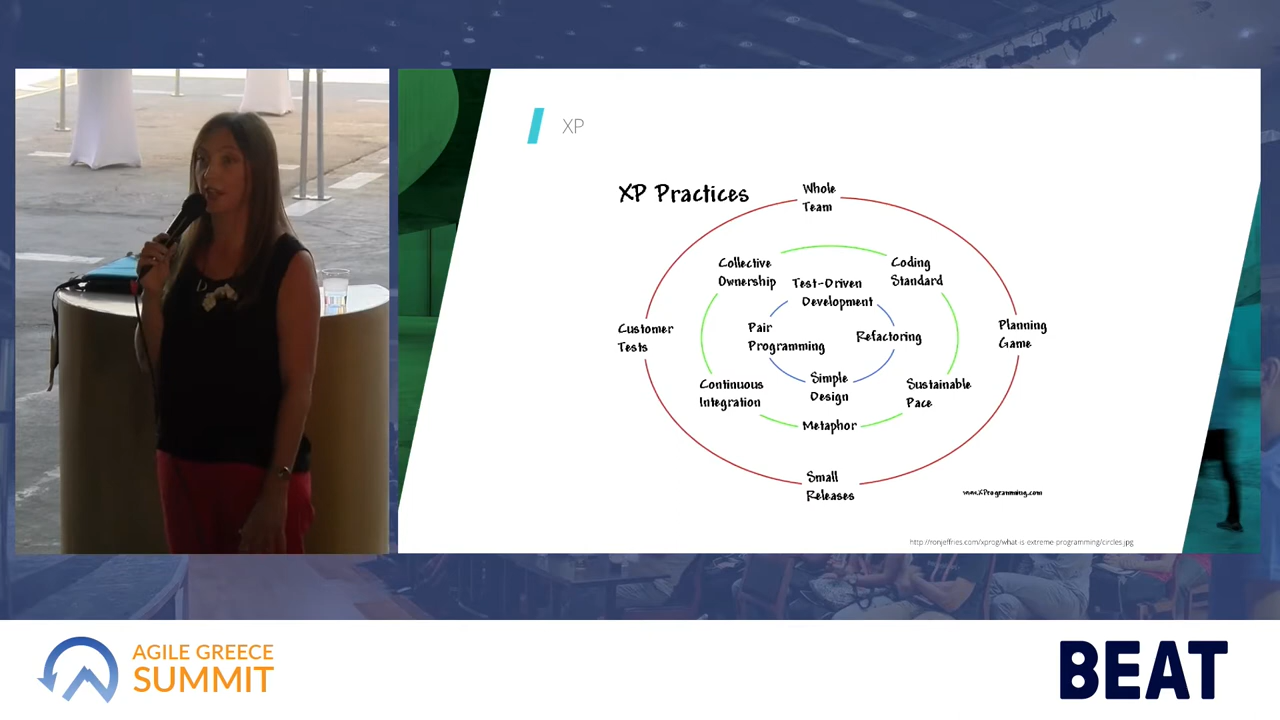 XP
XP Practices
Whole
Team
Collective
Ownership
Coding
Standard
Test-Driven
Development
Customer
Tests
Pair
Programming
Refactoring
Planning
Game
Continuous
Integration
Simple
Design
Sustainable
Pace
Metaphor
Small
Releases
www.XProgramming.com
http://ronjeffries.com/xprog/what is extreme programming/circles.jpg
AGILE GREECE
SUMMIT
BEAT